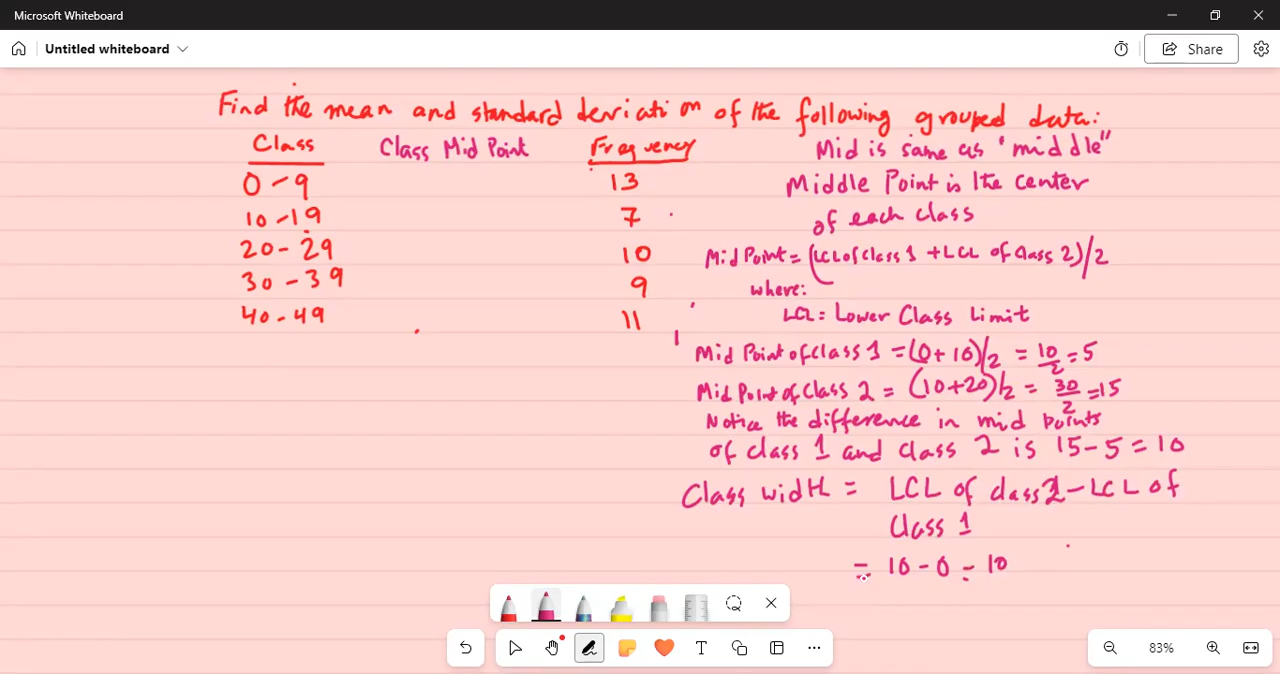 Microsoft Whiteboard
Untitled whiteboard
Share
Find the mean and standard deviation of the following grouped data:
Class Class Mid Point Frequency
0 - 9 13
10 - 19 7
20 - 29 10
30 - 39 9
40 - 49 11
Mid is same as "middle"
Middle Point is the center
of each class
Mid Point = (LCL of class 1 + LCL of Class 2)/2
where:
LCL = Lower Class Limit
Mid Point of class 1 = (0 + 10)/2 = 10/2 = 5
Mid Point of Class 2 = (10+20)/2 = 30/2 = 15
Notice the difference in mid points
of class 1 and class 2 is 15 - 5 = 10
Class width = LCL of class 2 - LCL of
Class 1
= 10 - 0 = 10
83%